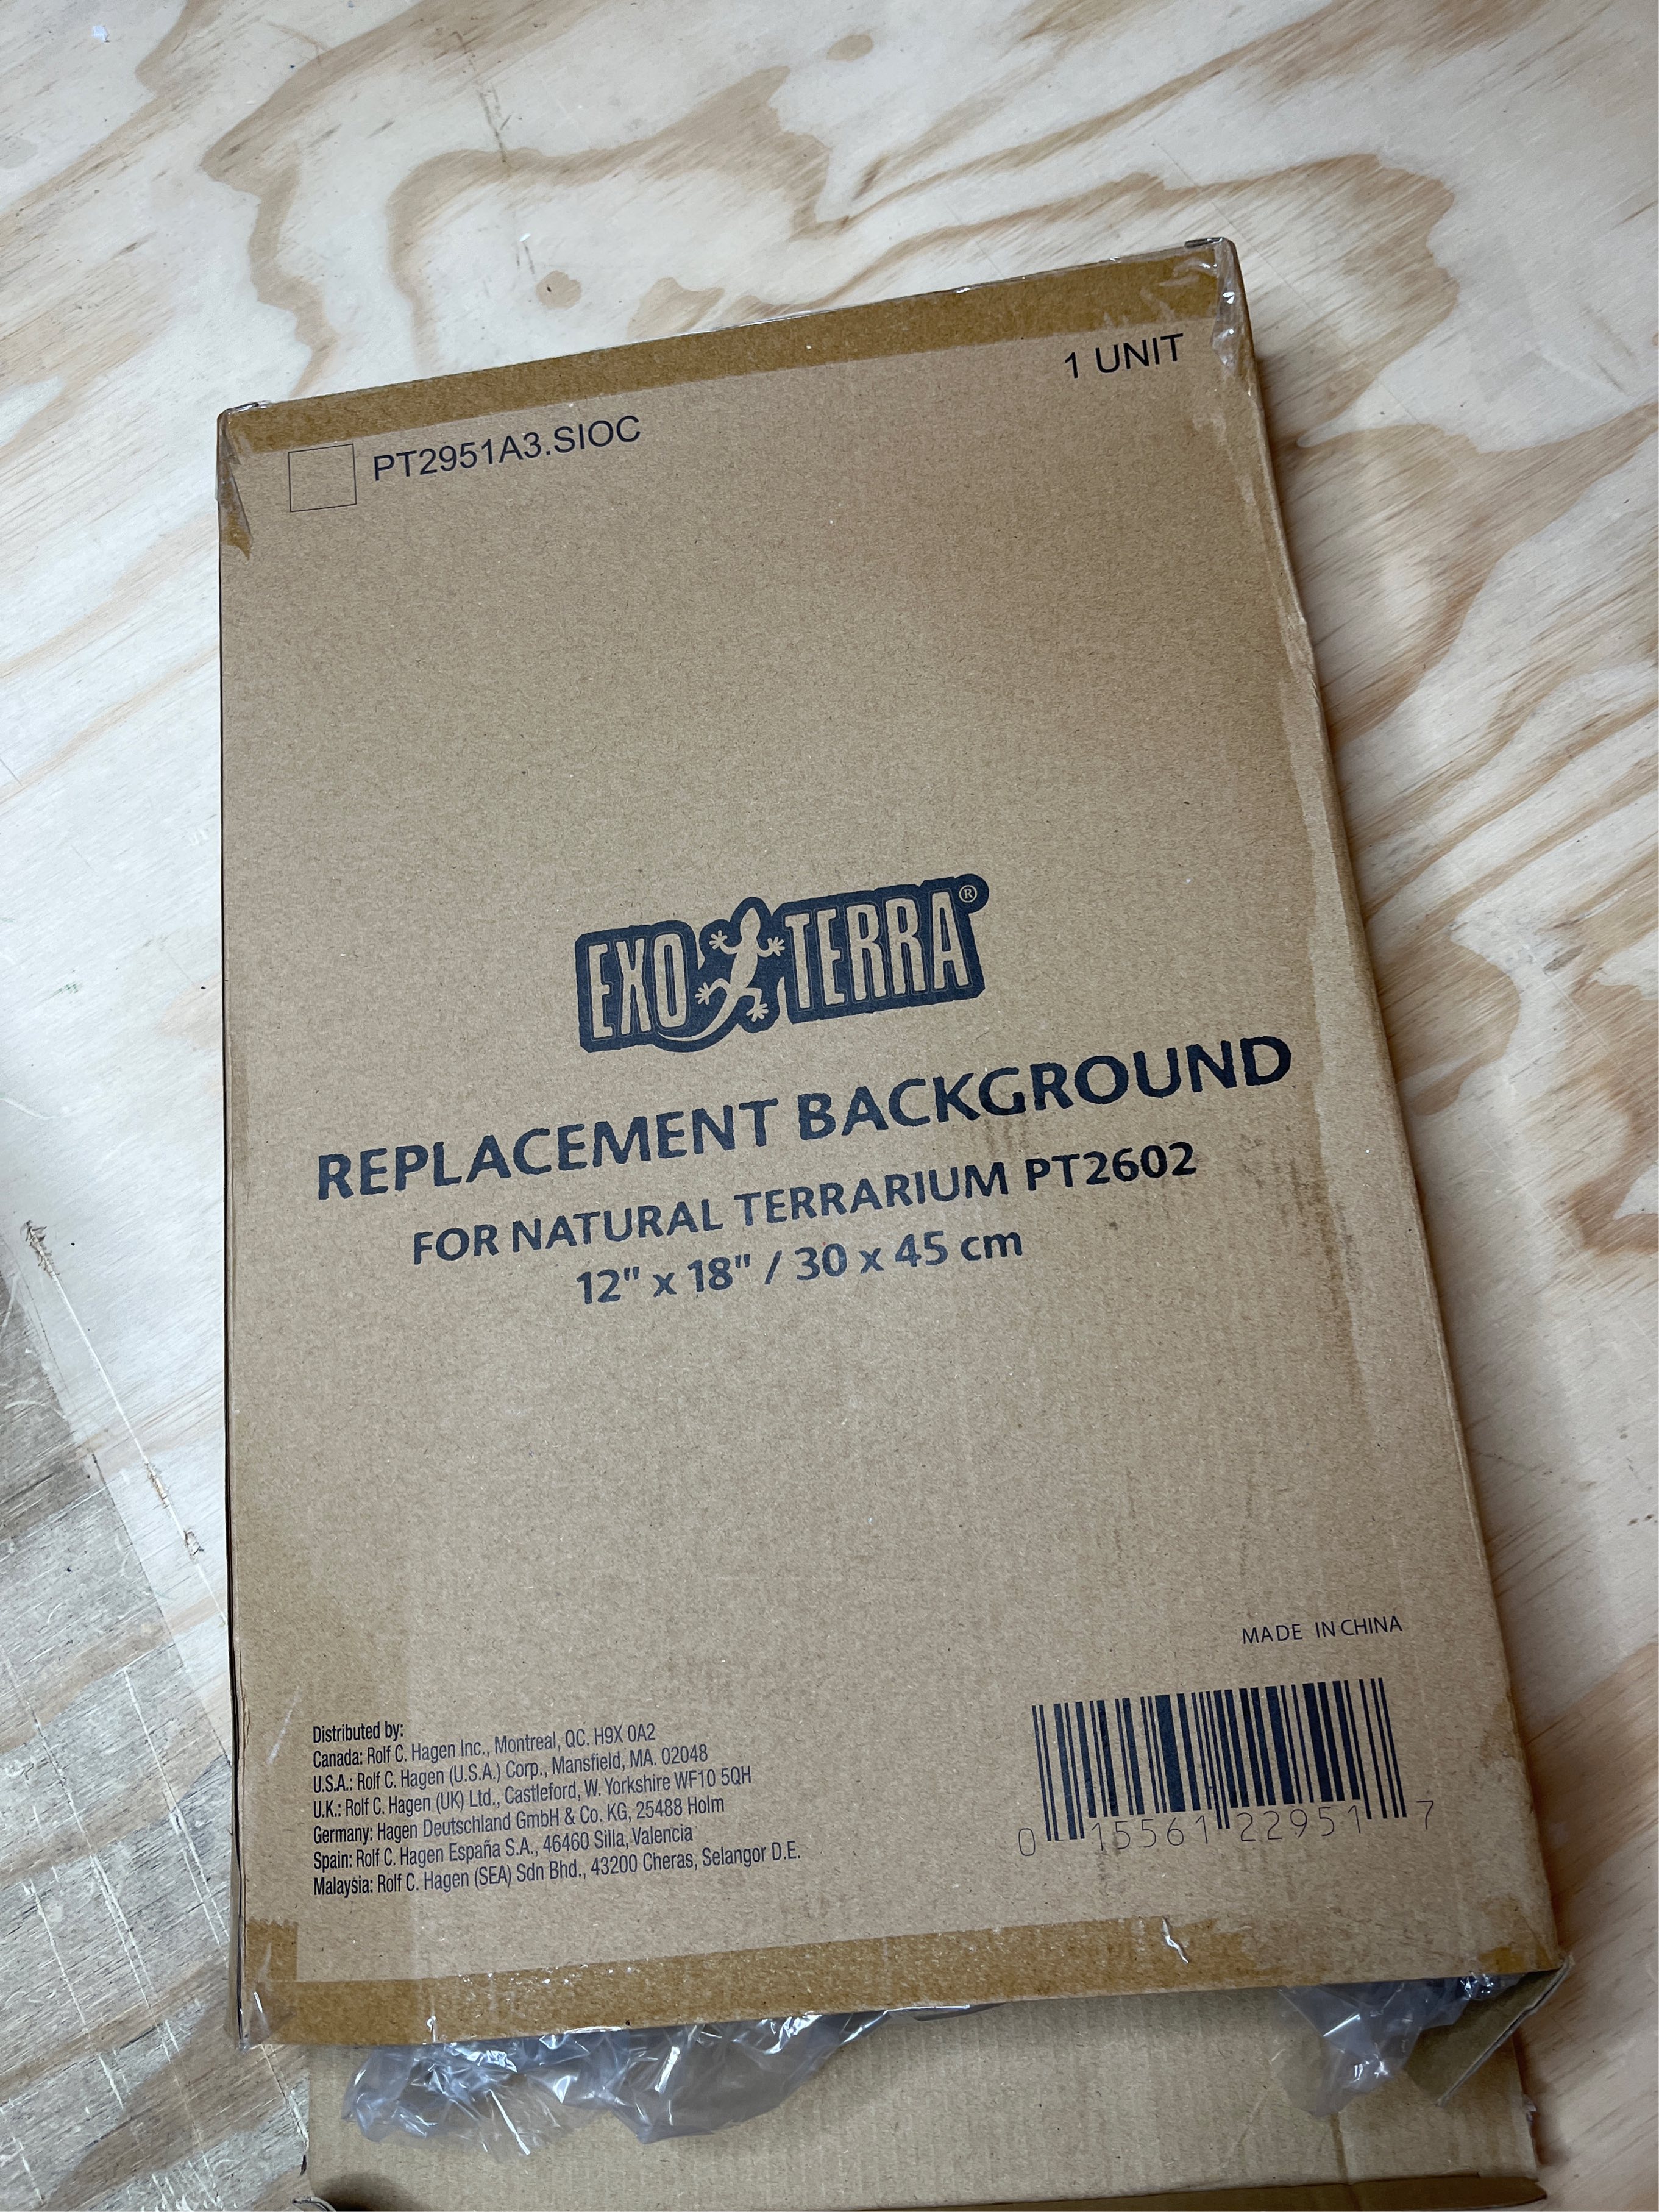 1 UNIT
PT2951A3.SIOC
EXO TERRA®
REPLACEMENT BACKGROUND
FOR NATURAL TERRARIUM PT2602
12" x 18" / 30 x 45 cm
MADE IN CHINA
Distributed by:
Canada: Rolf C. Hagen Inc., Montreal, QC. H9X 0A2
U.S.A.: Rolf C. Hagen (U.S.A.) Corp., Mansfield, MA. 02048
U.K.: Rolf C. Hagen (UK) Ltd., Castleford, W. Yorkshire WF10 5QH
Germany: Hagen Deutschland GmbH & Co. KG, 25488 Holm
Spain: Rolf C. Hagen España S.A., 46460 Silla, Valencia
Malaysia: Rolf C. Hagen (SEA) Sdn Bhd., 43200 Cheras, Selangor D.E.
0 15561 22951 7